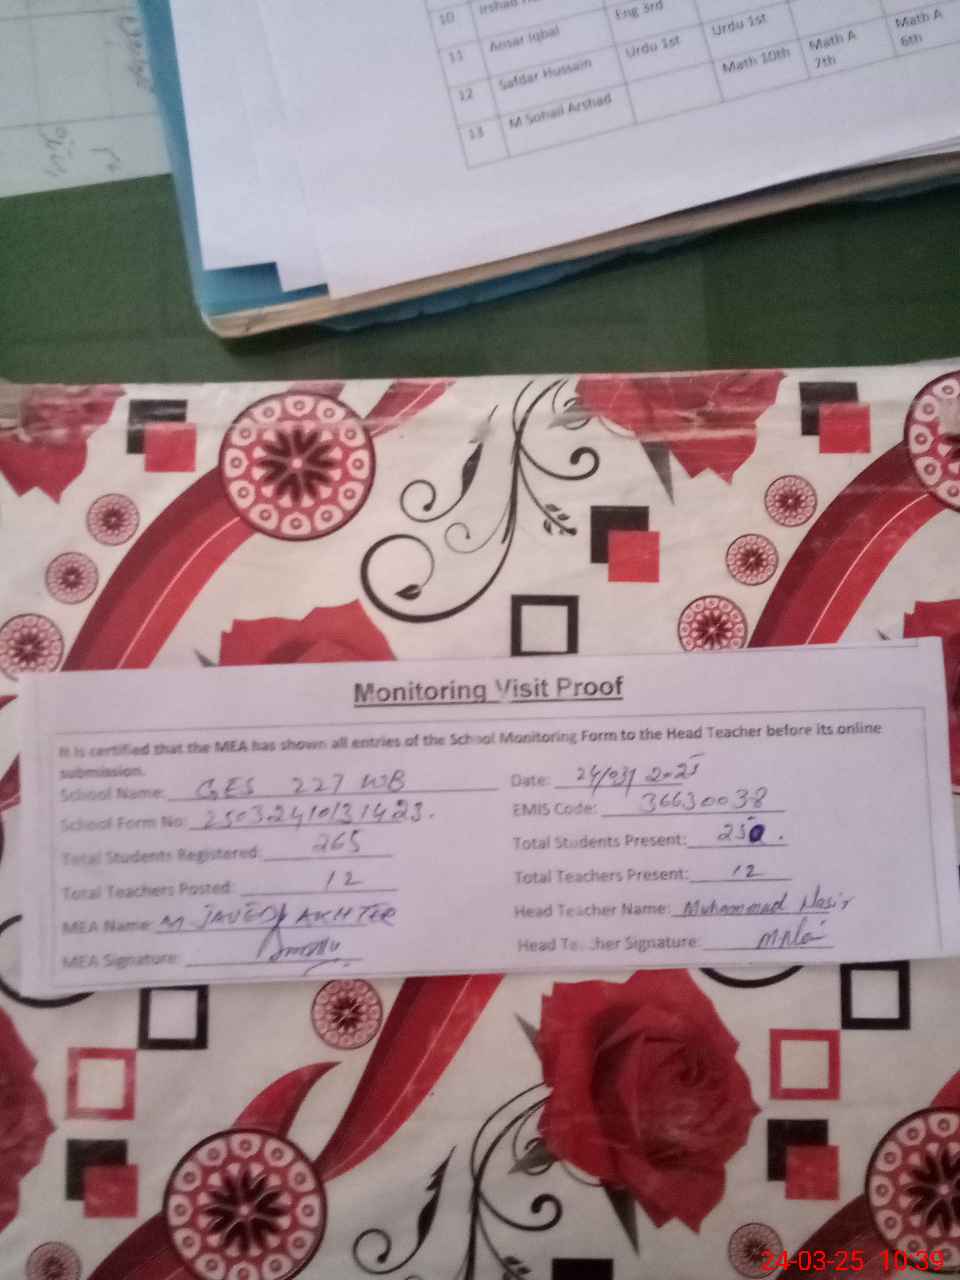 10 Irshad
11 Ansar Iqbal Eng 3rd Urdu 1st Math A 6th
12 Safdar Hussain Urdu 1st Math 10th Math A 7th
13 M Sohail Arshad
Monitoring Visit Proof
It is certified that the MEA has shown all entries of the School Monitoring Form to the Head Teacher before its online
submission.
School Name: GES 227 WB Date: 24/03/2025
School Form No: EMIS Code: 36630038
Total Students Registered: 265 Total Students Present:
Total Teachers Posted: 12 Total Teachers Present: 12
MEA Name: M JAVED AKHTER Head Teacher Name: Muhammad Nasir
MEA Signature: Head Teacher Signature:
24-03-25 10:39